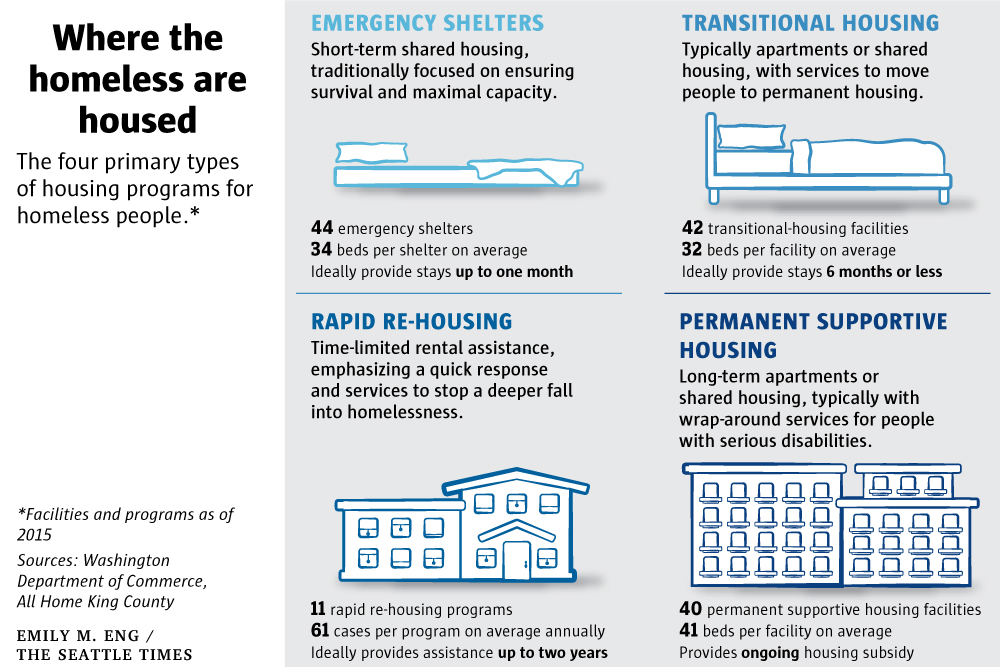 Where the
homeless are
housed
The four primary types
of housing programs for
homeless people.*
*Facilities and programs as of
2015
Sources: Washington
Department of Commerce,
All Home King County
EMILY M. ENG /
THE SEATTLE TIMES
EMERGENCY SHELTERS
Short-term shared housing,
traditionally focused on ensuring
survival and maximal capacity.
44 emergency shelters
34 beds per shelter on average
Ideally provide stays up to one month
TRANSITIONAL HOUSING
Typically apartments or shared
housing, with services to move
people to permanent housing.
42 transitional-housing facilities
32 beds per facility on average
Ideally provide stays 6 months or less
RAPID RE-HOUSING
Time-limited rental assistance,
emphasizing a quick response
and services to stop a deeper fall
into homelessness.
11 rapid re-housing programs
61 cases per program on average annually
Ideally provides assistance up to two years
PERMANENT SUPPORTIVE
HOUSING
Long-term apartments or
shared housing, typically with
wrap-around services for people
with serious disabilities.
40 permanent supportive housing facilities
41 beds per facility on average
Provides ongoing housing subsidy